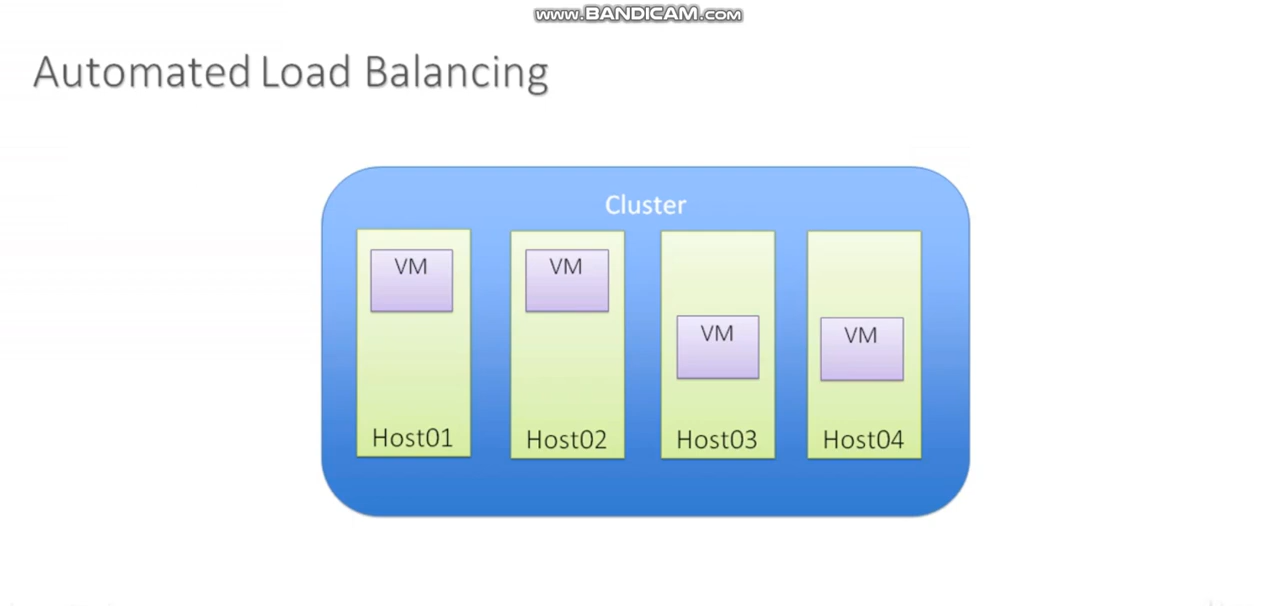 www.BANDICAM.com
Automated Load Balancing
Cluster
VM VM
VM VM
Host01 Host02 Host03 Host04